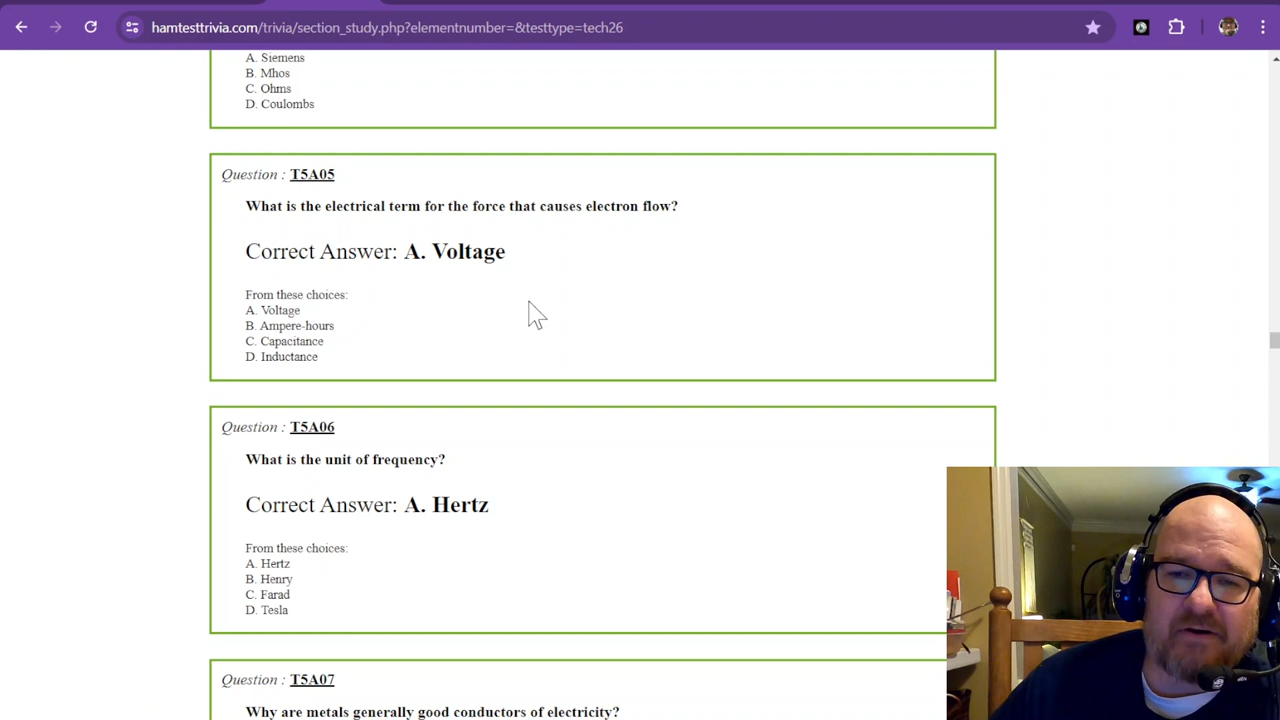 hamtesttrivia.com/trivia/section_study.php?elementnumber=&testtype=tech26
A. Siemens
B. Mhos
C. Ohms
D. Coulombs
Question : T5A05
What is the electrical term for the force that causes electron flow?
Correct Answer: A. Voltage
From these choices:
A. Voltage
B. Ampere-hours
C. Capacitance
D. Inductance
Question : T5A06
What is the unit of frequency?
Correct Answer: A. Hertz
From these choices:
A. Hertz
B. Henry
C. Farad
D. Tesla
Question : T5A07
Why are metals generally good conductors of electricity?